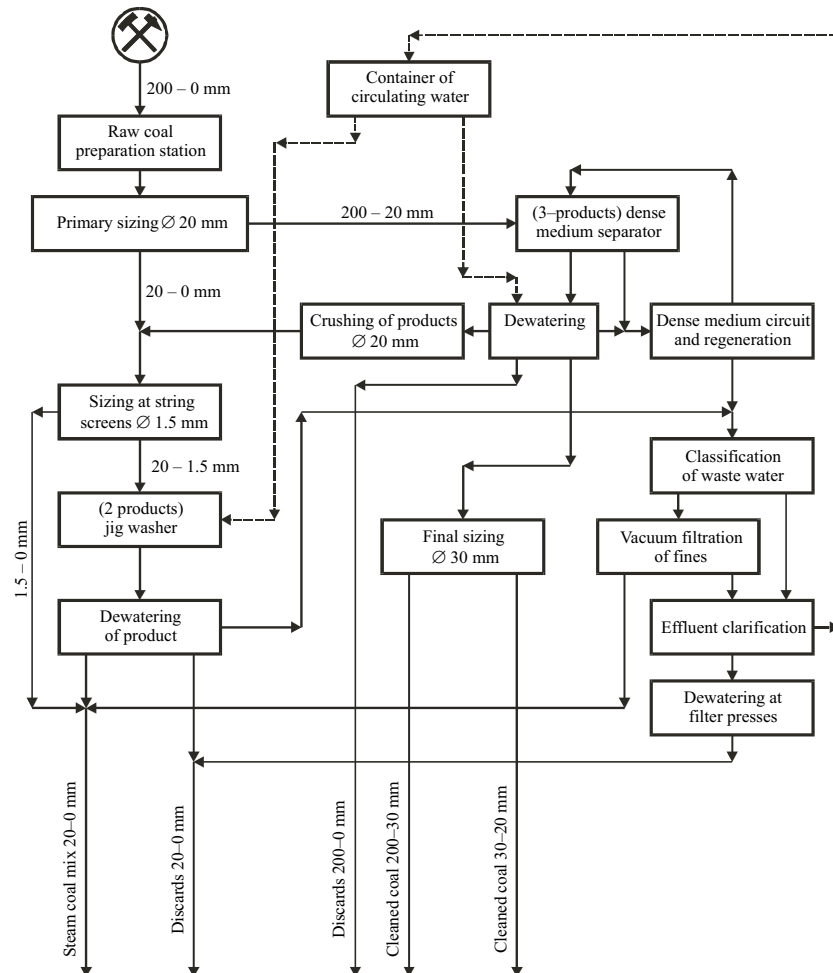 200 – 0 mm
Container of
circulating water
Raw coal
preparation station
Primary sizing ∅ 20 mm
200 – 20 mm
(3–products) dense
medium separator
20 – 0 mm
Crushing of products
∅ 20 mm
Dewatering
Dense medium circuit
and regeneration
Sizing at string
screens ∅ 1.5 mm
20 – 1.5 mm
Classification
of waste water
(2 products)
jig washer
Final sizing
∅ 30 mm
Vacuum filtration
of fines
1.5 – 0 mm
Dewatering
of product
Effluent clarification
Dewatering at
filter presses
Steam coal mix 20–0 mm
Discards 20–0 mm
Discards 200–0 mm
Cleaned coal 200–30 mm
Cleaned coal 30–20 mm